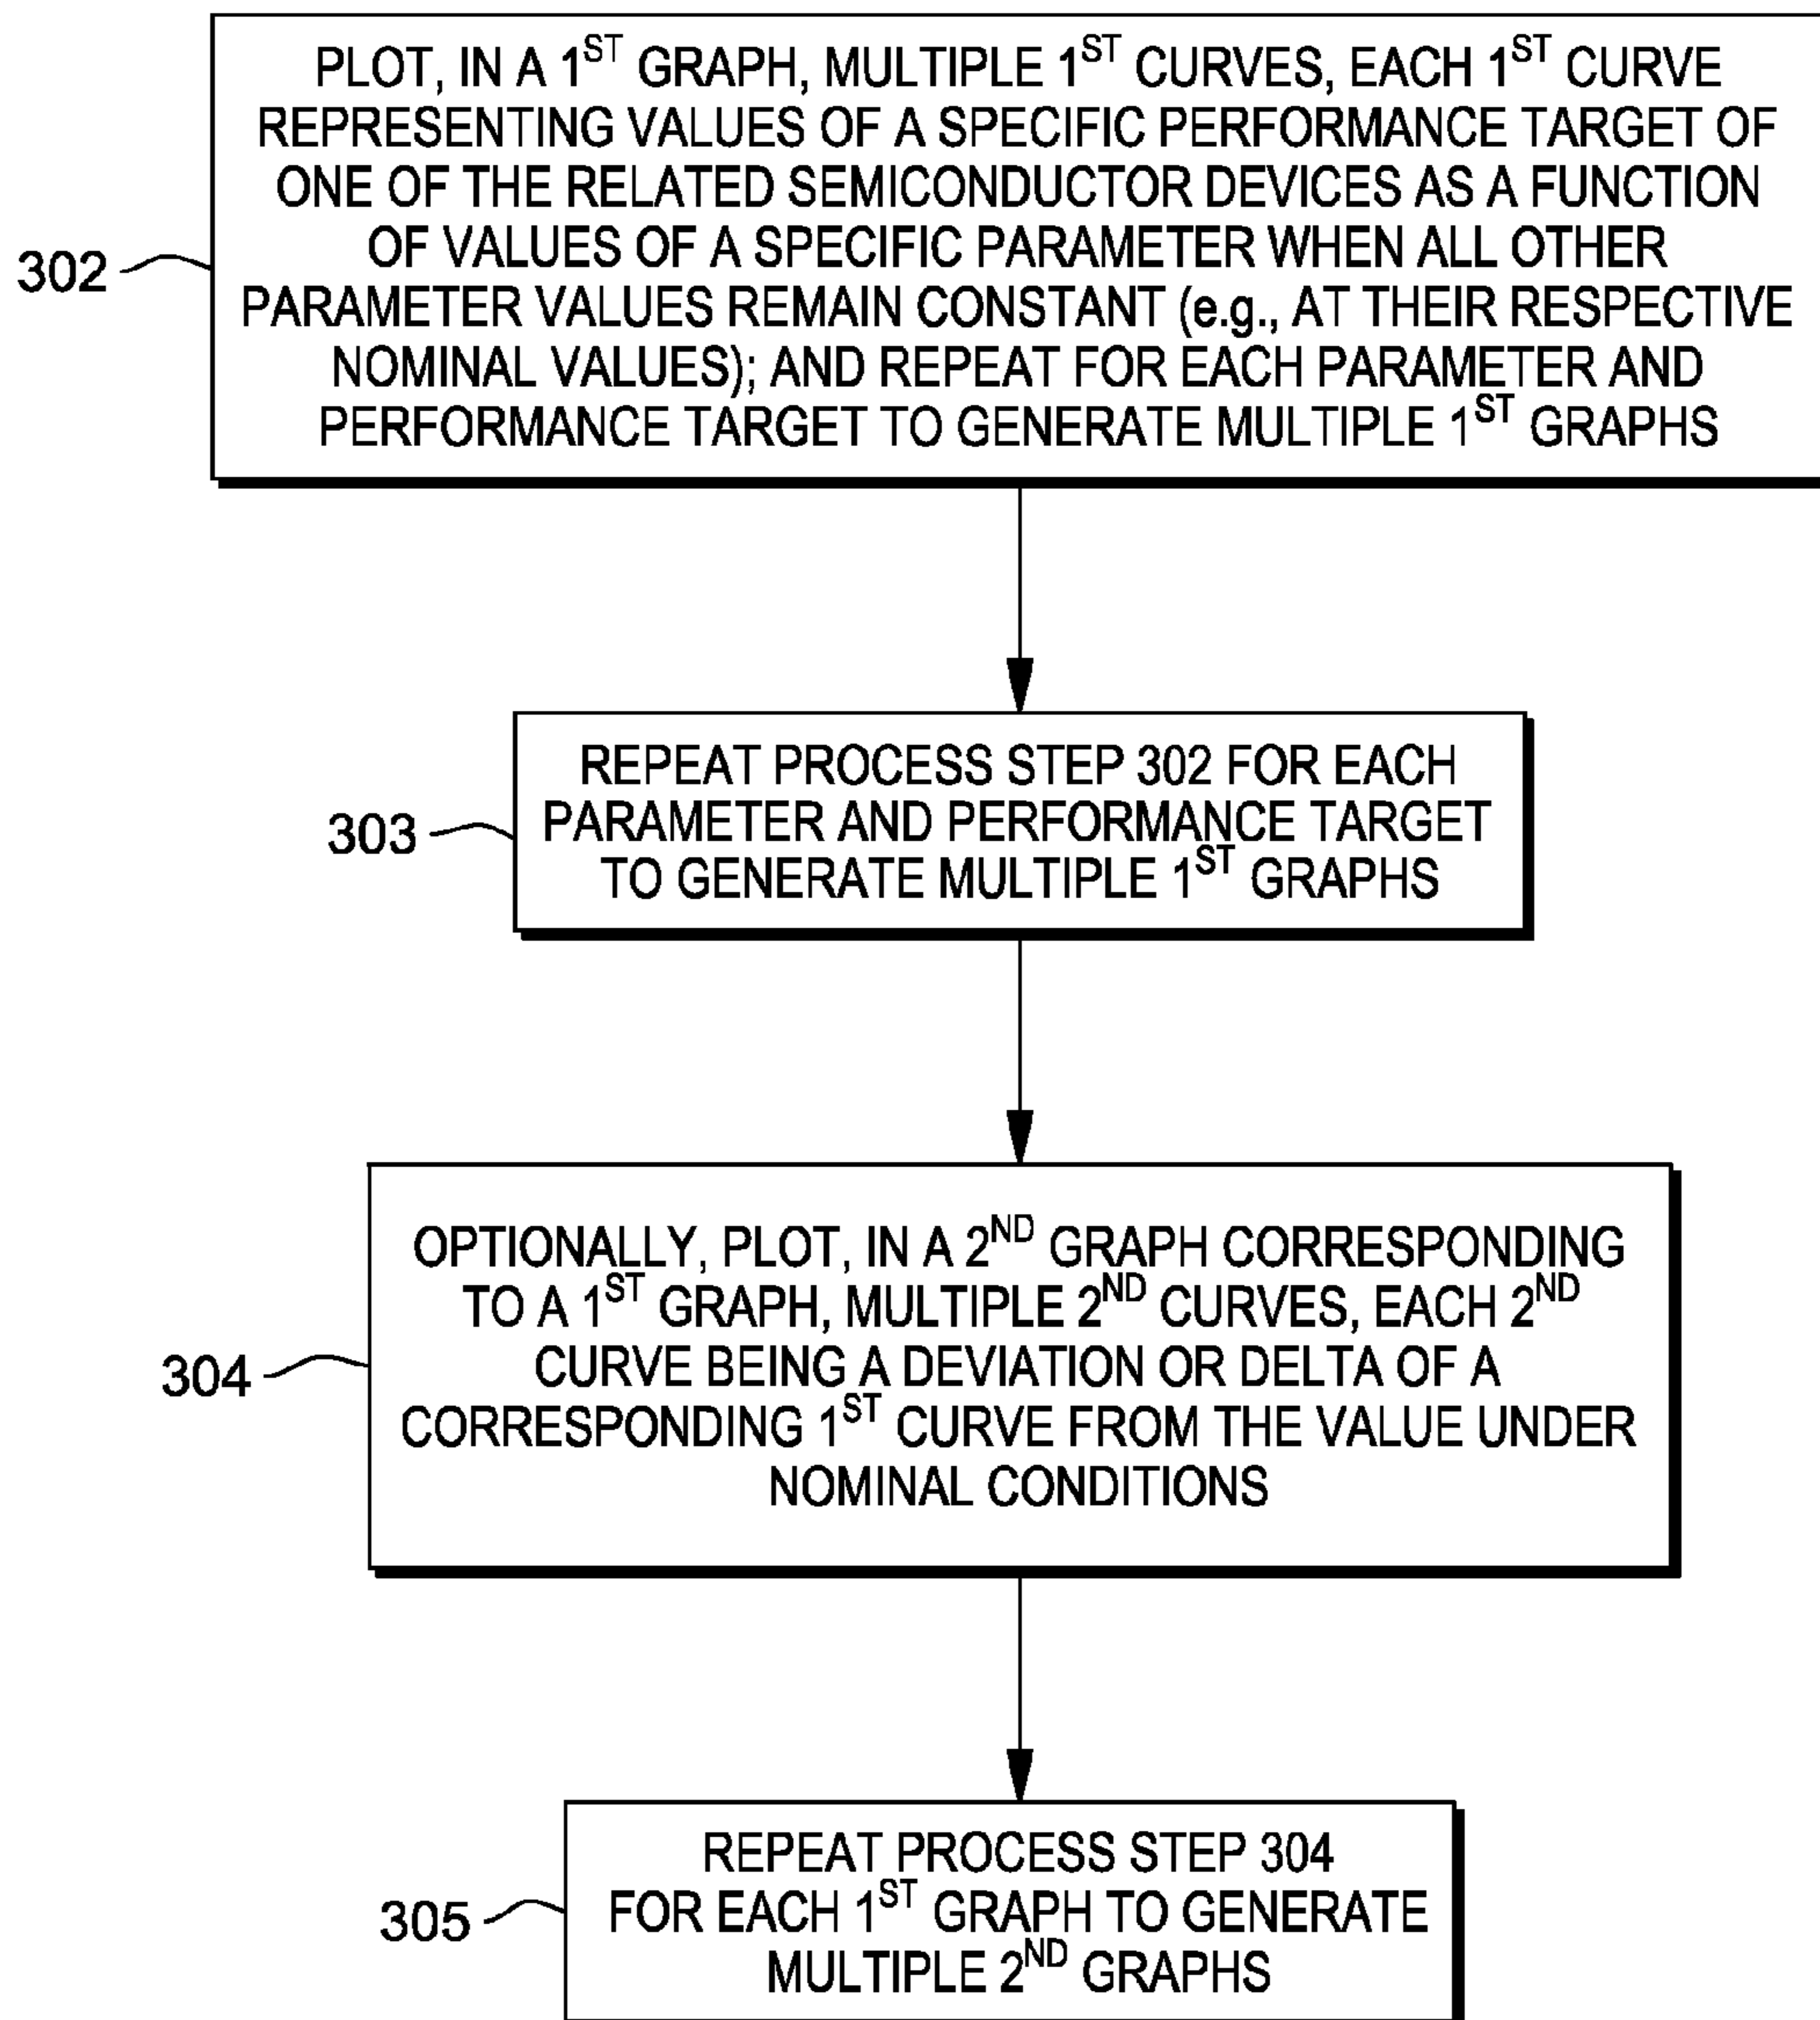 PLOT, IN A 1ST GRAPH, MULTIPLE 1ST CURVES, EACH 1ST CURVE
REPRESENTING VALUES OF A SPECIFIC PERFORMANCE TARGET OF
ONE OF THE RELATED SEMICONDUCTOR DEVICES AS A FUNCTION
OF VALUES OF A SPECIFIC PARAMETER WHEN ALL OTHER
PARAMETER VALUES REMAIN CONSTANT (e.g., AT THEIR RESPECTIVE
NOMINAL VALUES); AND REPEAT FOR EACH PARAMETER AND
PERFORMANCE TARGET TO GENERATE MULTIPLE 1ST GRAPHS
302
REPEAT PROCESS STEP 302 FOR EACH
PARAMETER AND PERFORMANCE TARGET
TO GENERATE MULTIPLE 1ST GRAPHS
303
OPTIONALLY, PLOT, IN A 2ND GRAPH CORRESPONDING
TO A 1ST GRAPH, MULTIPLE 2ND CURVES, EACH 2ND
CURVE BEING A DEVIATION OR DELTA OF A
CORRESPONDING 1ST CURVE FROM THE VALUE UNDER
NOMINAL CONDITIONS
304
REPEAT PROCESS STEP 304
FOR EACH 1ST GRAPH TO GENERATE
MULTIPLE 2ND GRAPHS
305